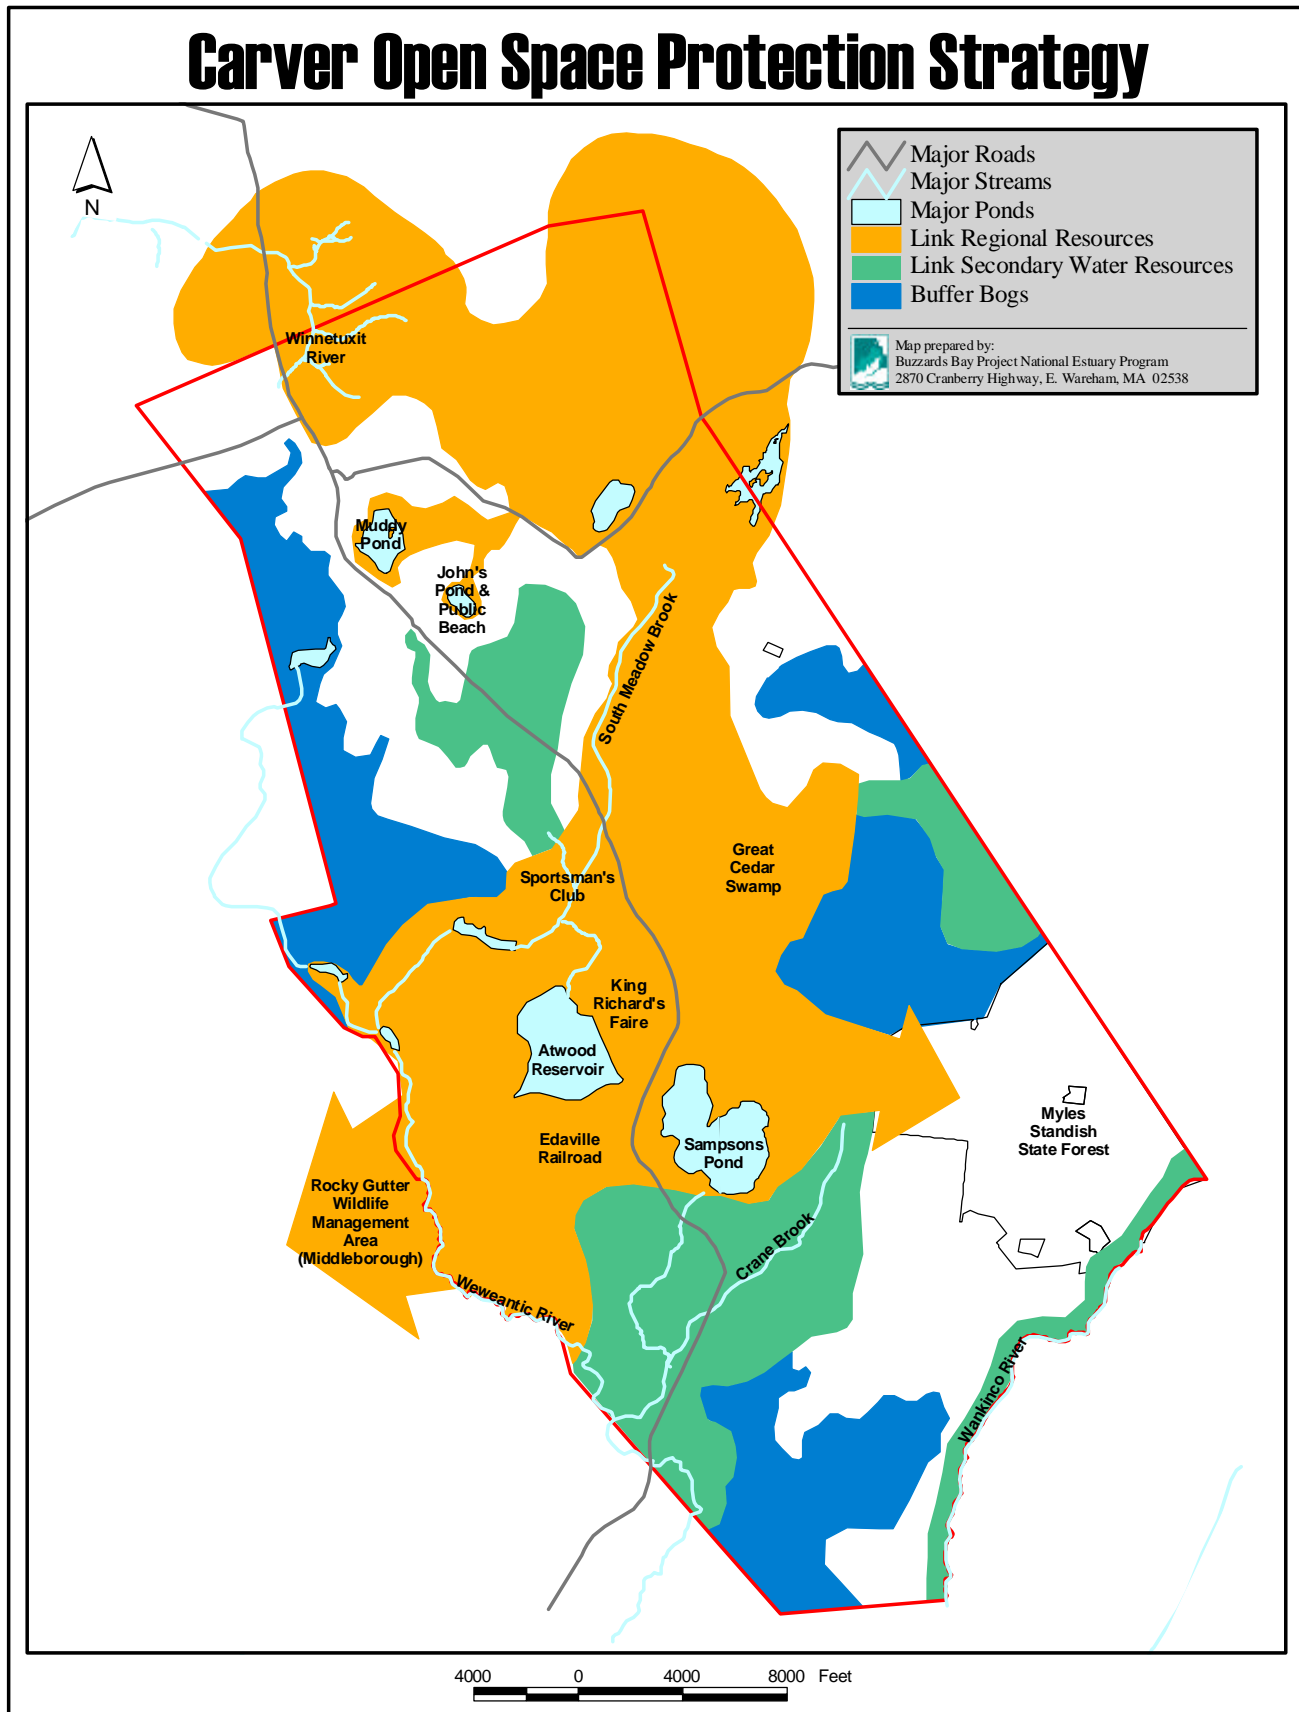 Carver Open Space Protection Strategy
N
Major Roads
Major Streams
Major Ponds
Link Regional Resources
Link Secondary Water Resources
Buffer Bogs
Map prepared by:
Buzzards Bay Project National Estuary Program
2870 Cranberry Highway, E. Wareham, MA 02538
Winnetuxit
River
Muddy
Pond
John's
Pond &
Public
Beach
South Meadow Brook
Great
Cedar
Swamp
Sportsman's
Club
King
Richard's
Faire
Atwood
Reservoir
Edaville
Railroad
Sampsons
Pond
Myles
Standish
State Forest
Rocky Gutter
Wildlife
Management
Area
(Middleborough)
Weweantic River
Crane Brook
Wankinco River
4000 0 4000 8000 Feet